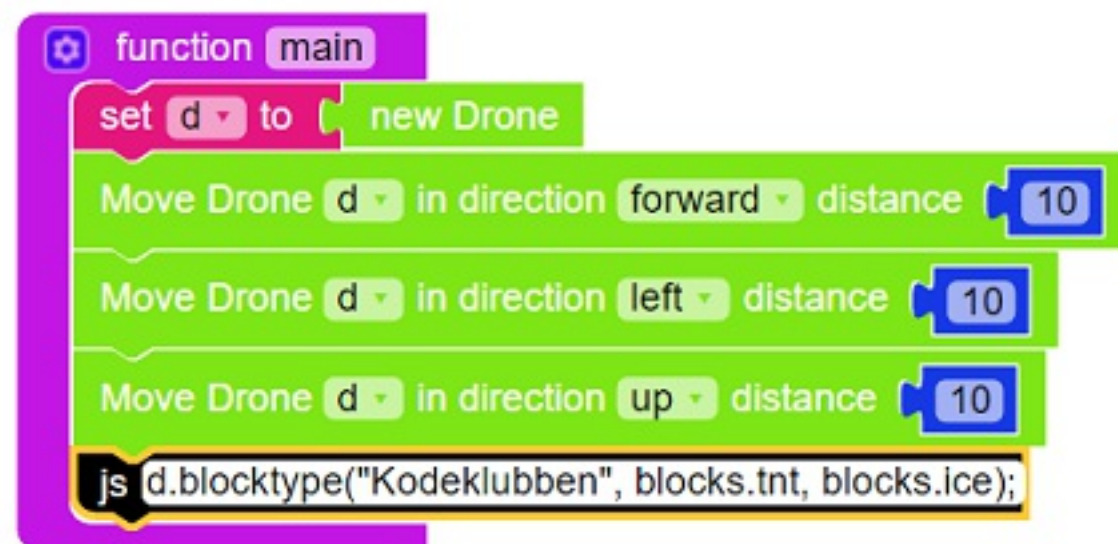 function main
set d to new Drone
Move Drone d in direction forward distance 10
Move Drone d in direction left distance 10
Move Drone d in direction up distance 10
js d.blocktype("Kodeklubben", blocks.tnt, blocks.ice);